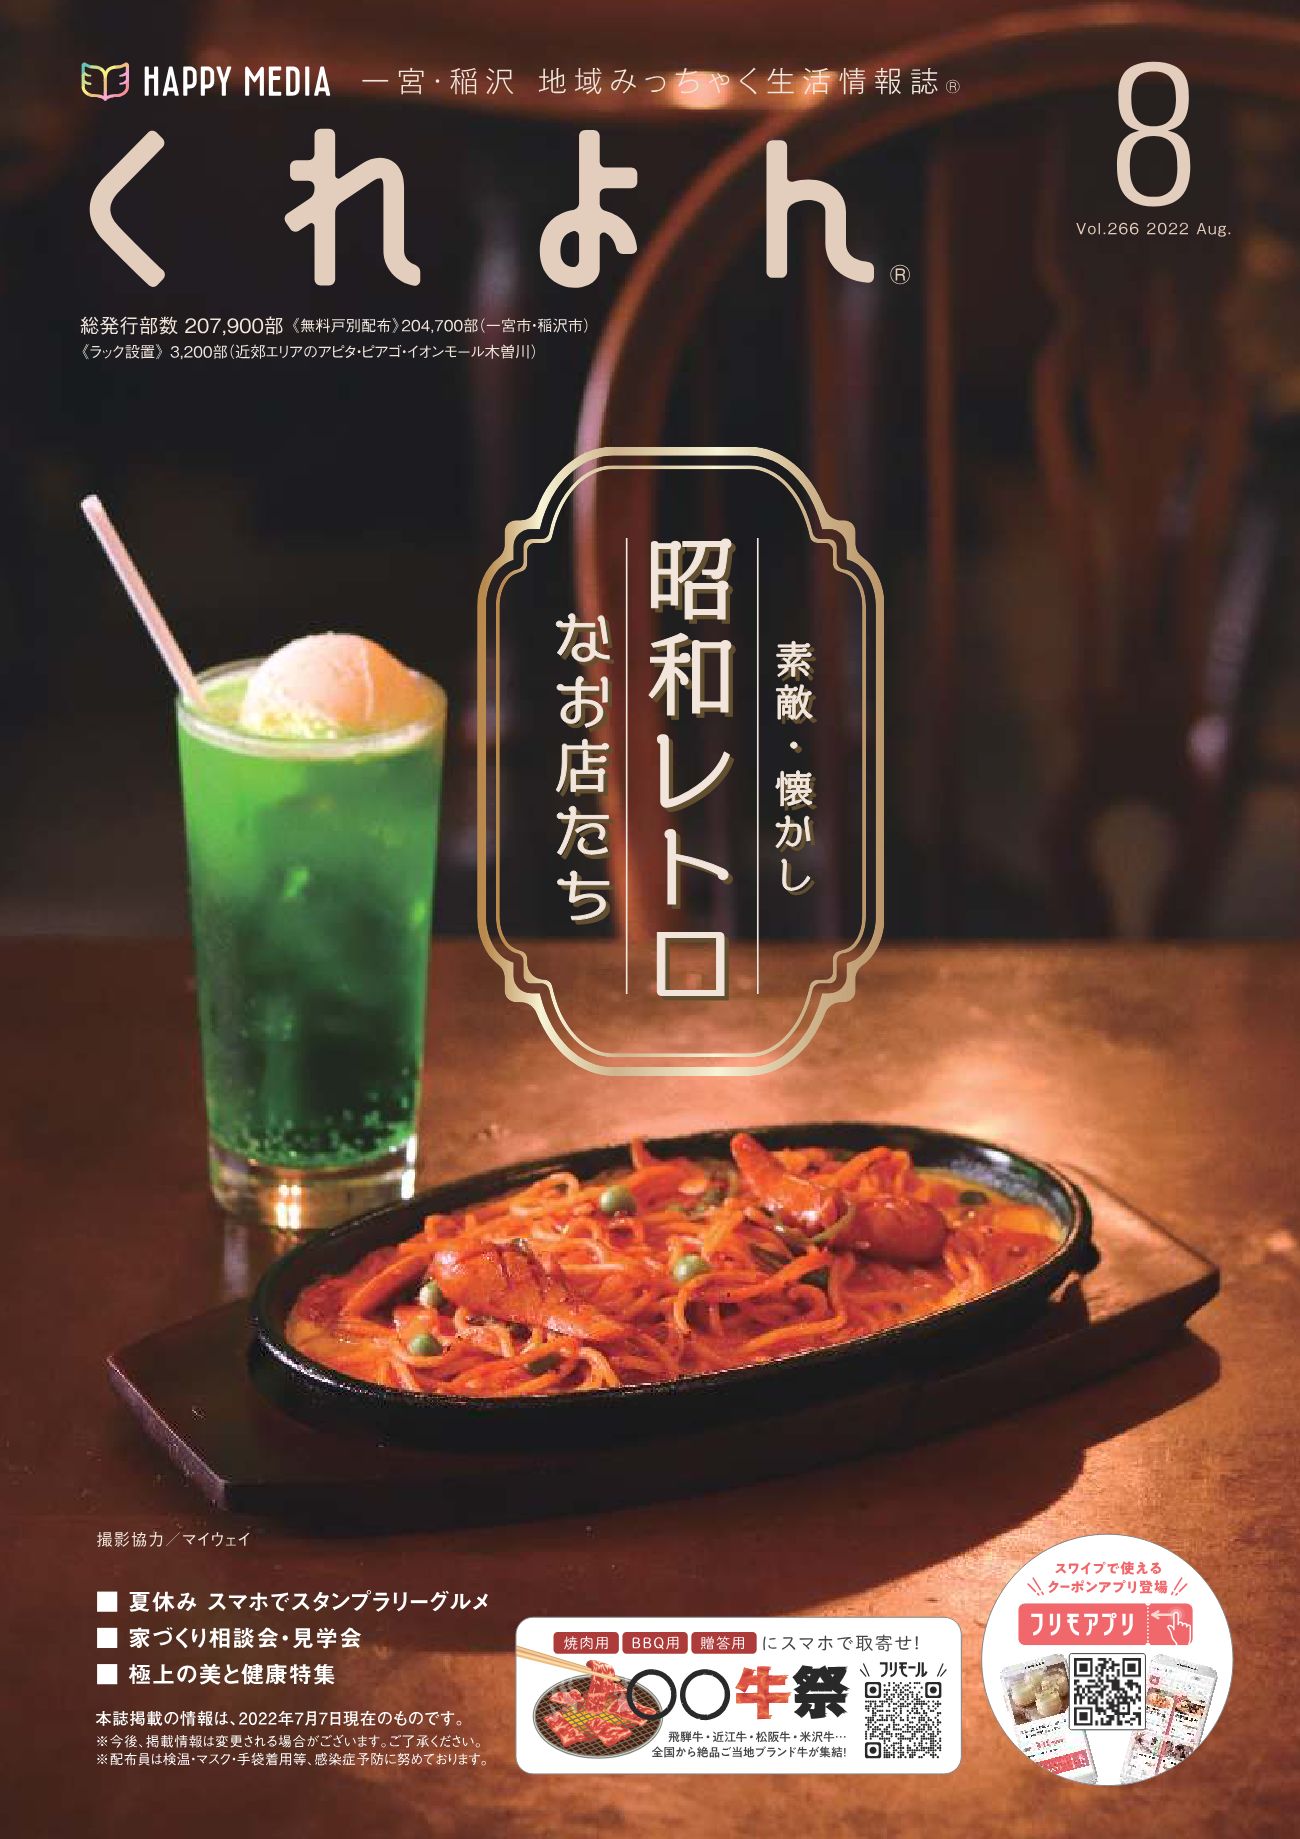 HAPPY MEDIA 一宮・稲沢 地域みっちゃく生活情報誌®
くれよん®
8
Vol.266 2022 Aug.
総発行部数 207,900部《無料戸別配布》204,700部(一宮市・稲沢市)
《ラック設置》3,200部(近郊エリアのアピタ・ピアゴ・イオンモール木曽川)
素敵・懐かし
昭和レトロ
なお店たち
撮影協力／マイウェイ
■ 夏休み スマホでスタンプラリーグルメ
■ 家づくり相談会・見学会
■ 極上の美と健康特集
本誌掲載の情報は、2022年7月7日現在のものです。
※今後、掲載情報は変更される場合がございます。ご了承ください。
※配布員は検温・マスク・手袋着用等、感染症予防に努めております。
焼肉用 BBQ用 贈答用 にスマホで取寄せ!
〇〇牛祭
\ フリモール /
飛騨牛・近江牛・松阪牛・米沢牛…
全国から絶品ご当地ブランド牛が集結!
スワイプで使える
\\ クーポンアプリ登場 //
フリモアプリ